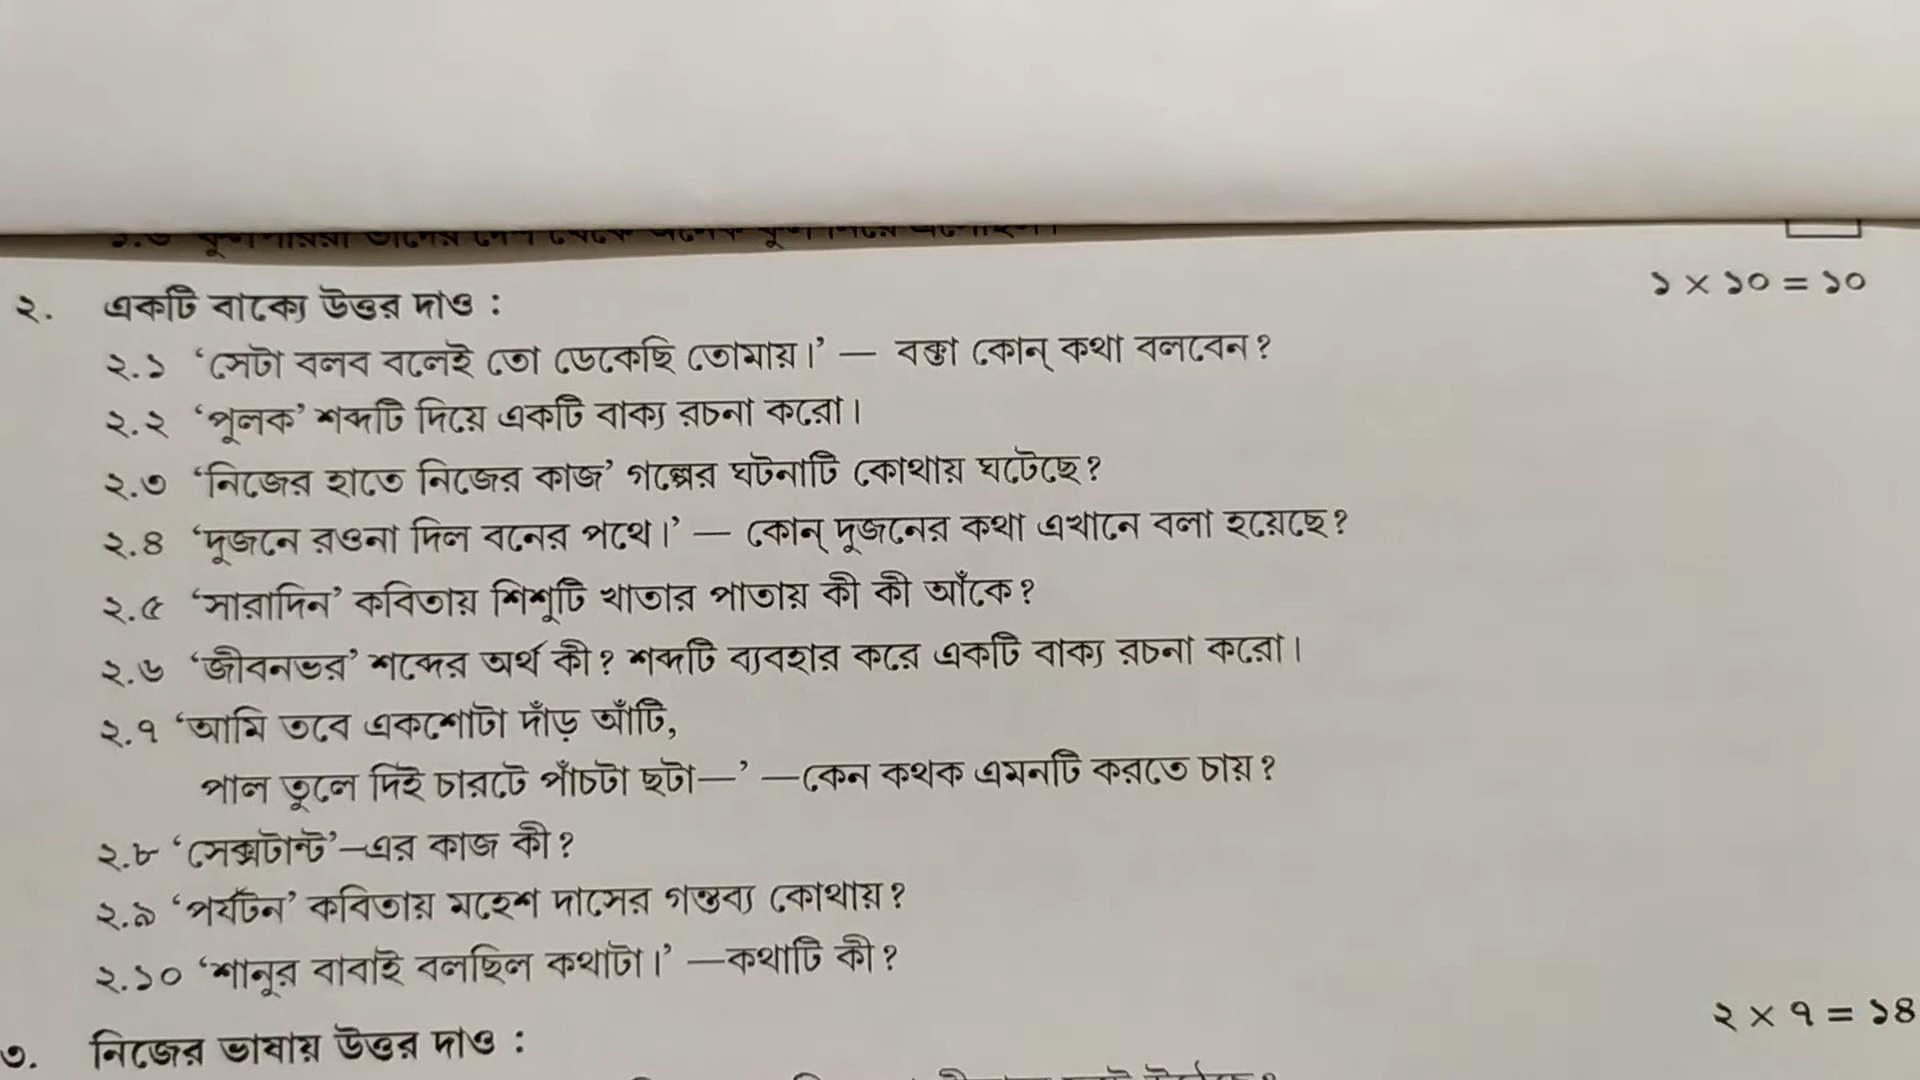 ২. একটি বাক্যে উত্তর দাও : ১ × ১০ = ১০
২.১ ‘সেটা বলব বলেই তো ডেকেছি তোমায়।’ — বক্তা কোন্ কথা বলবেন?
২.২ ‘পুলক’ শব্দটি দিয়ে একটি বাক্য রচনা করো।
২.৩ ‘নিজের হাতে নিজের কাজ’ গল্পের ঘটনাটি কোথায় ঘটেছে?
২.৪ ‘দুজনে রওনা দিল বনের পথে।’ — কোন্ দুজনের কথা এখানে বলা হয়েছে?
২.৫ ‘সারাদিন’ কবিতায় শিশুটি খাতার পাতায় কী কী আঁকে?
২.৬ ‘জীবনভর’ শব্দের অর্থ কী? শব্দটি ব্যবহার করে একটি বাক্য রচনা করো।
২.৭ ‘আমি তবে একশোটা দাঁড় আঁটি,
পাল তুলে দিই চারটে পাঁচটা ছটা—’ —কেন কথক এমনটি করতে চায়?
২.৮ ‘সেক্সটান্ট’–এর কাজ কী?
২.৯ ‘পর্যটন’ কবিতায় মহেশ দাসের গন্তব্য কোথায়?
২.১০ ‘শানুর বাবাই বলছিল কথাটা।’ —কথাটি কী?
৩. নিজের ভাষায় উত্তর দাও : ২ × ৭ = ১৪